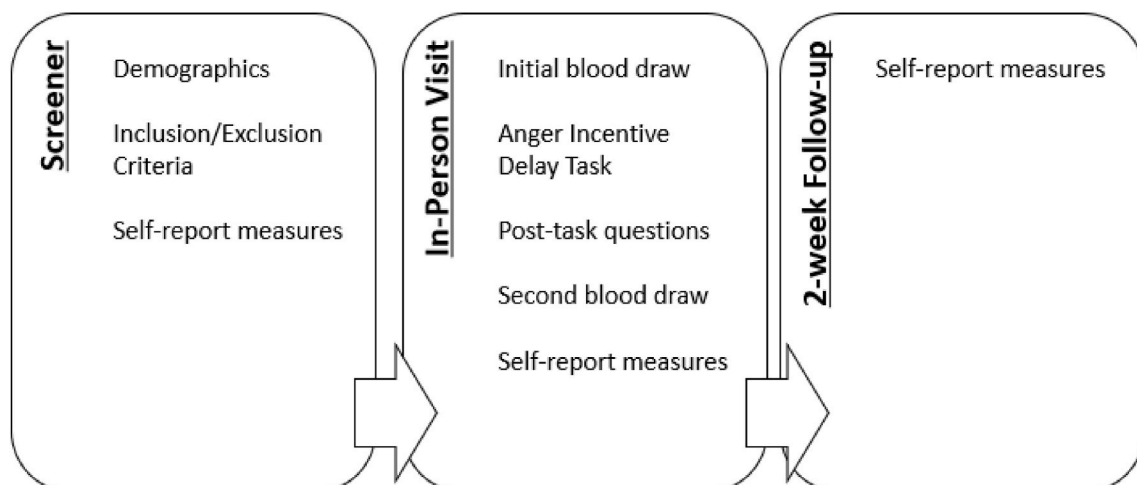 Screener
Demographics
Inclusion/Exclusion
Criteria
Self-report measures
In-Person Visit
Initial blood draw
Anger Incentive
Delay Task
Post-task questions
Second blood draw
Self-report measures
2-week Follow-up
Self-report measures